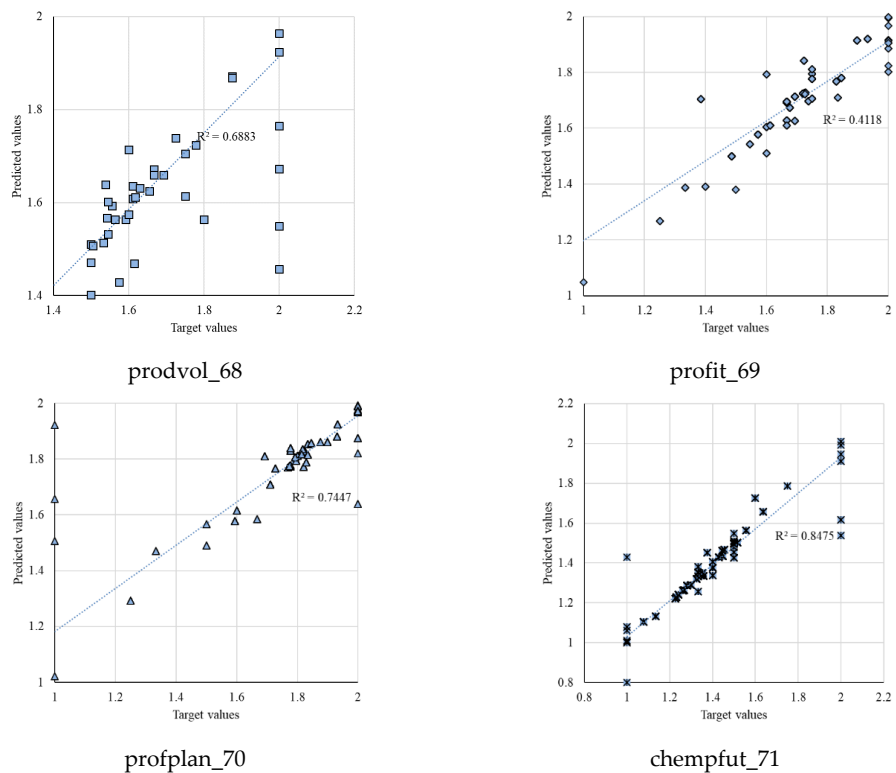 2
1.8
1.6
1.4
1.4 1.6 1.8 2 2.2
Predicted values
Target values
R² = 0.6883
prodvol_68
2
1.8
1.6
1.4
1.2
1
1 1.2 1.4 1.6 1.8 2
Predicted values
Target values
R² = 0.4118
profit_69
2
1.8
1.6
1.4
1.2
1
1 1.2 1.4 1.6 1.8 2
Predicted values
Target values
R² = 0.7447
profplan_70
2.2
2
1.8
1.6
1.4
1.2
1
0.8
0.8 1 1.2 1.4 1.6 1.8 2 2.2
Predicted values
Target values
R² = 0.8475
chempfut_71